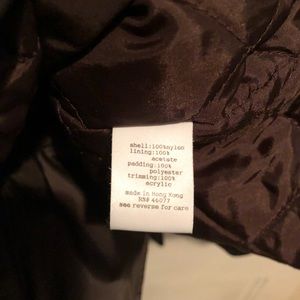 shell:100%nylon
lining:100%
acetate
padding:100%
polyester
trimming:100%
acrylic
made in Hong Kong
RN# 46077
see reverse for care